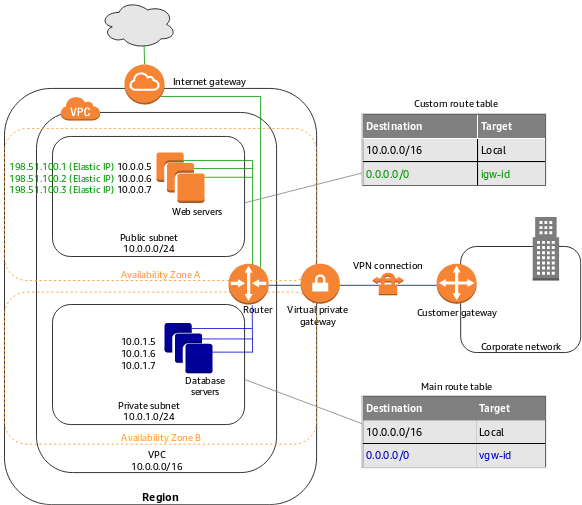 Internet gateway
VPC
Custom route table
Destination Target
10.0.0.0/16 Local
0.0.0.0/0 igw-id
198.51.100.1 (Elastic IP) 10.0.0.5
198.51.100.2 (Elastic IP) 10.0.0.6
198.51.100.3 (Elastic IP) 10.0.0.7
Web servers
Public subnet
10.0.0.0/24
Availability Zone A
VPN connection
Router
Virtual private
gateway
Customer gateway
Corporate network
10.0.1.5
10.0.1.6
10.0.1.7
Database
servers
Private subnet
10.0.1.0/24
Availability Zone B
VPC
10.0.0.0/16
Region
Main route table
Destination Target
10.0.0.0/16 Local
0.0.0.0/0 vgw-id